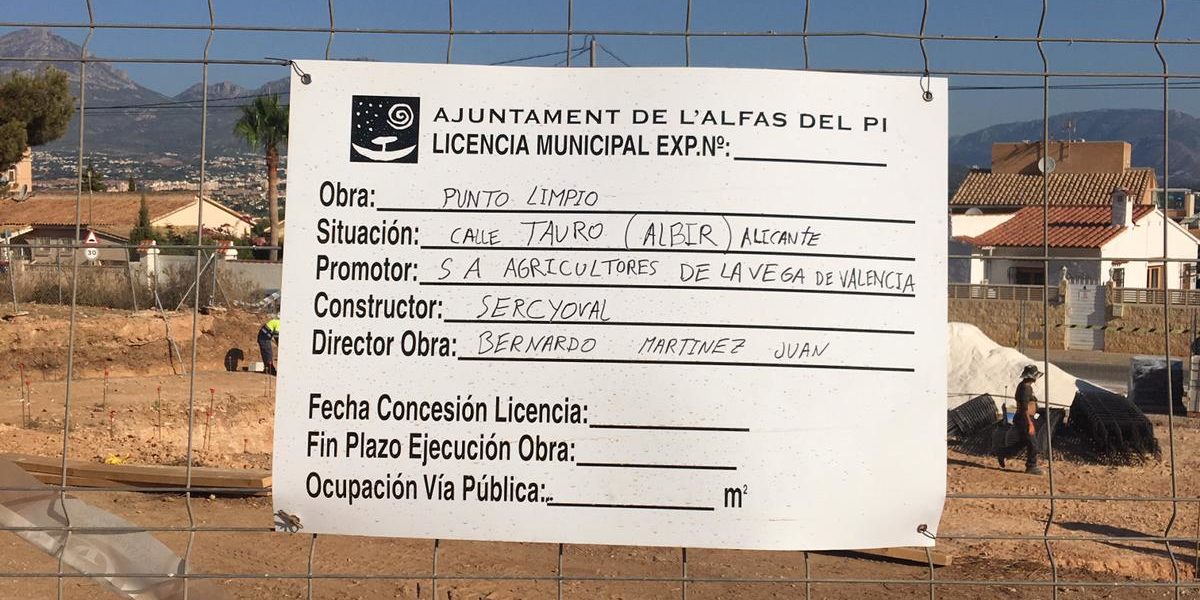 AJUNTAMENT DE L'ALFAS DEL PI
LICENCIA MUNICIPAL EXP.Nº:
Obra: PUNTO LIMPIO
Situación: CALLE TAURO (ALBIR) ALICANTE
Promotor: S A AGRICULTORES DE LA VEGA DE VALENCIA
Constructor: SERCYOVAL
Director Obra: BERNARDO MARTINEZ JUAN
Fecha Concesión Licencia:
Fin Plazo Ejecución Obra:
Ocupación Vía Pública: m²
30